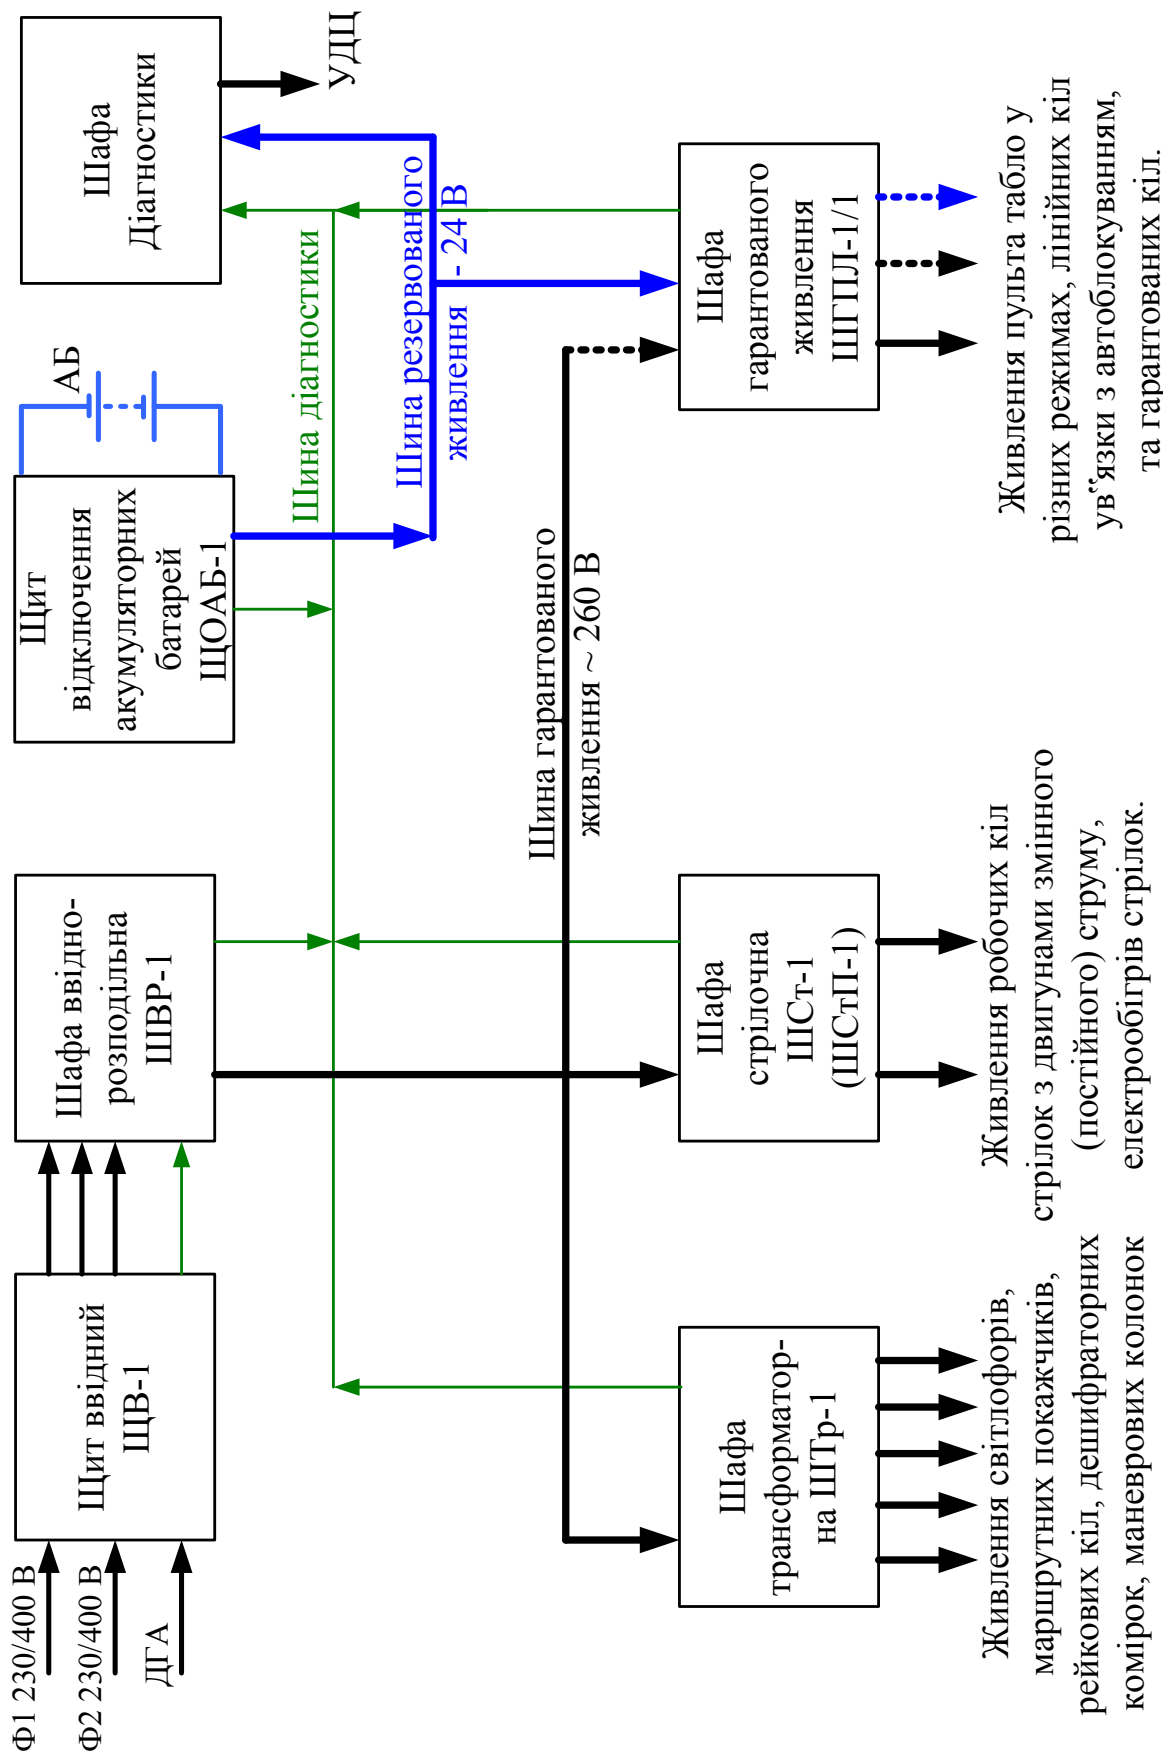 Ф1 230/400 В
Ф2 230/400 В
ДГА
Щит ввідний
ЩВ-1
Шафа ввідно-
розподільна
ШВР-1
Щит
відключення
акумуляторних
батарей
ЩОАБ-1
АБ
Шафа
Діагностики
УДЦ
Шина діагностики
Шина резервованого
живлення - 24 В
Шина гарантованого
живлення ~ 260 В
Шафа
трансформатор-
на ШТр-1
Шафа
стрілочна
ШСт-1
(ШСтП-1)
Шафа
гарантованого
живлення
ШГПЛ-1/1
Живлення світлофорів,
маршрутних покажчиків,
рейкових кіл, дешифраторних
комірок, маневрових колонок
Живлення робочих кіл
стрілок з двигунами змінного
(постійного) струму,
електрообігрів стрілок.
Живлення пульта табло у
різних режимах, лінійних кіл
ув‟язки з автоблокуванням,
та гарантованих кіл.